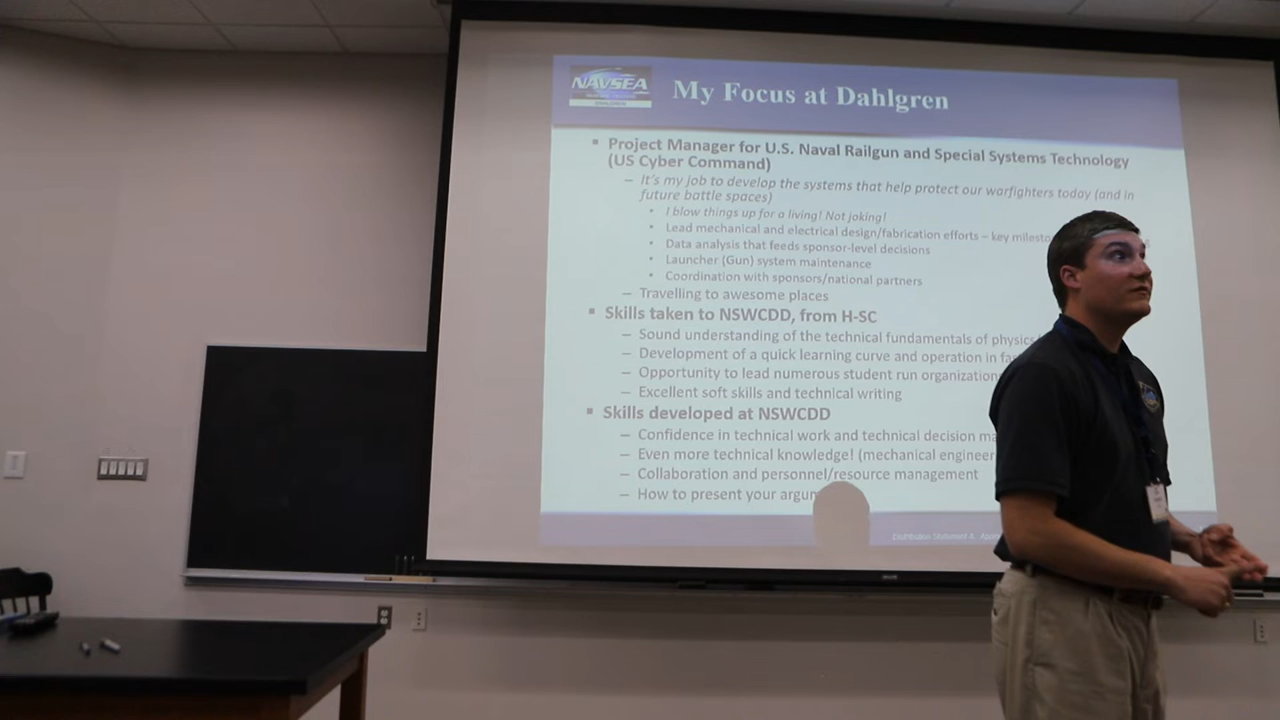 NAVSEA
DAHLGREN
My Focus at Dahlgren
▪ Project Manager for U.S. Naval Railgun and Special Systems Technology
(US Cyber Command)
– It's my job to develop the systems that help protect our warfighters today (and in
future battle spaces)
• I blow things up for a living! Not joking!
• Lead mechanical and electrical design/fabrication efforts – key
• Data analysis that feeds sponsor-level decisions
• Launcher (Gun) system maintenance
• Coordination with sponsors/national partners
– Travelling to awesome places
▪ Skills taken to NSWCDD, from H-SC
– Sound understanding of the technical fundamentals of physics
– Development of a quick learning curve and operation in
– Opportunity to lead numerous student run organizations
– Excellent soft skills and technical writing
▪ Skills developed at NSWCDD
– Confidence in technical work and technical decision
– Even more technical knowledge! (mechanical engineer
– Collaboration and personnel/resource management
– How to present your
Distribution Statement A.